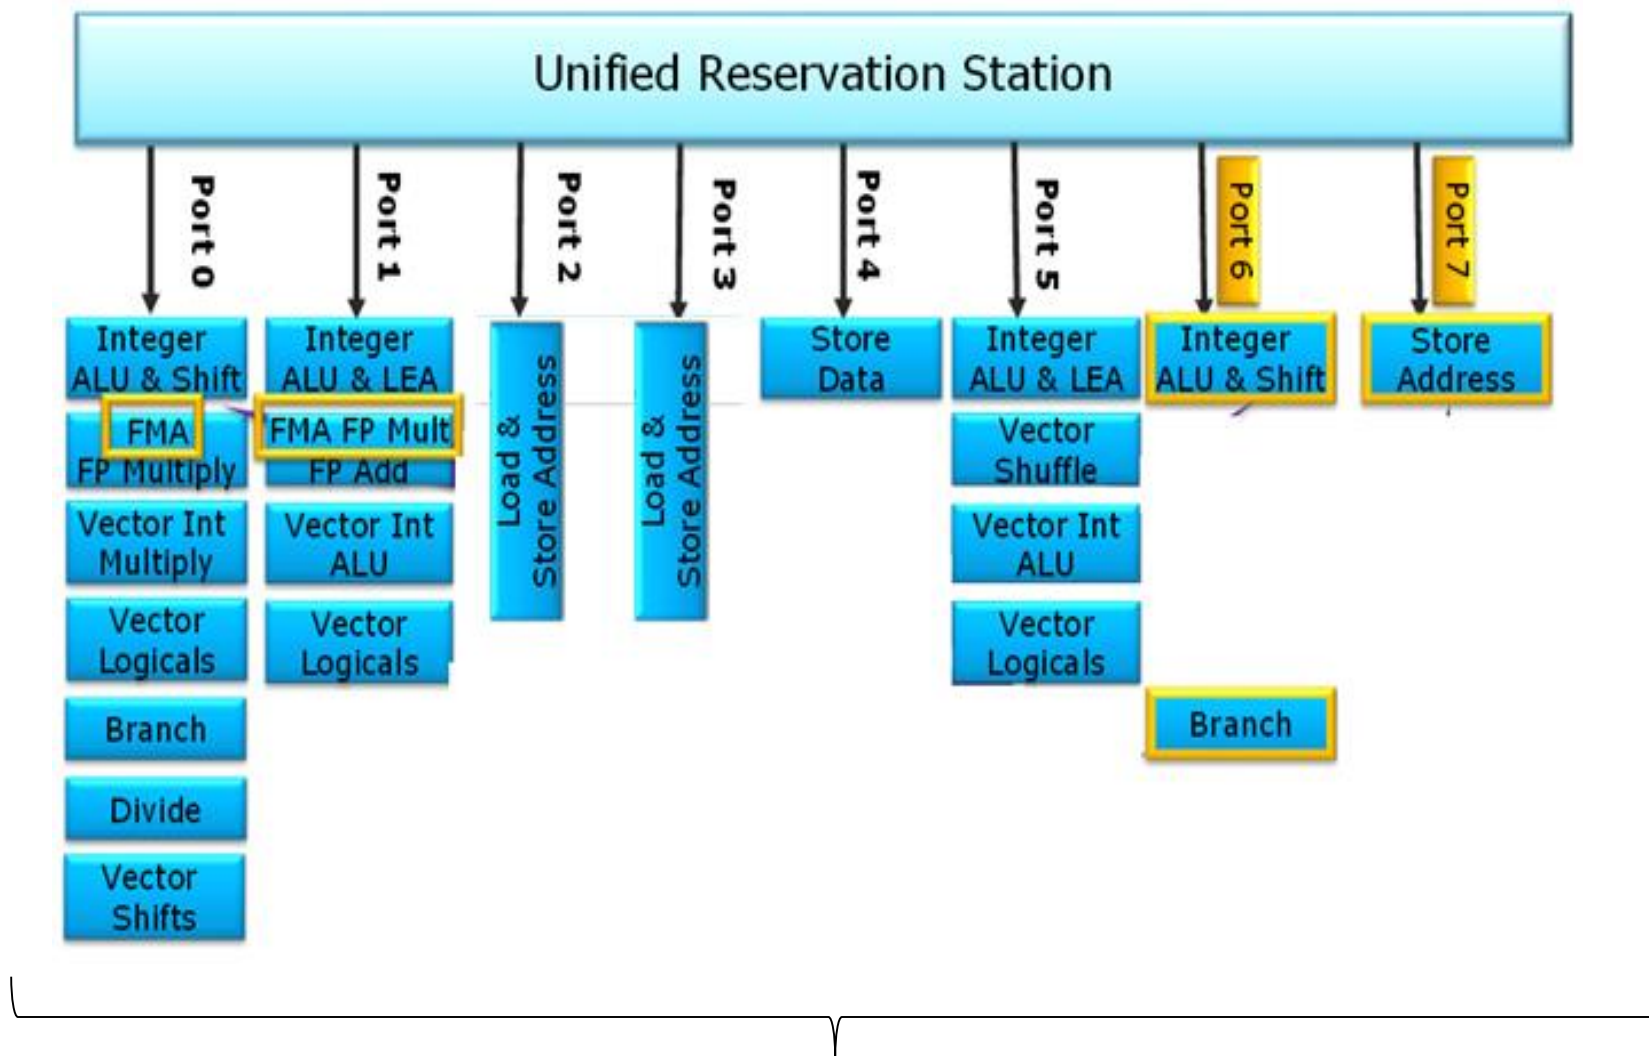 Unified Reservation Station
Port 0
Port 1
Port 2
Port 3
Port 4
Port 5
Port 6
Port 7
Integer
ALU & Shift
FMA
FP Multiply
Vector Int
Multiply
Vector
Logicals
Branch
Divide
Vector
Shifts
Integer
ALU & LEA
FMA FP Mult
FP Add
Vector Int
ALU
Vector
Logicals
Load &
Store Address
Load &
Store Address
Store
Data
Integer
ALU & LEA
Vector
Shuffle
Vector Int
ALU
Vector
Logicals
Integer
ALU & Shift
Branch
Store
Address